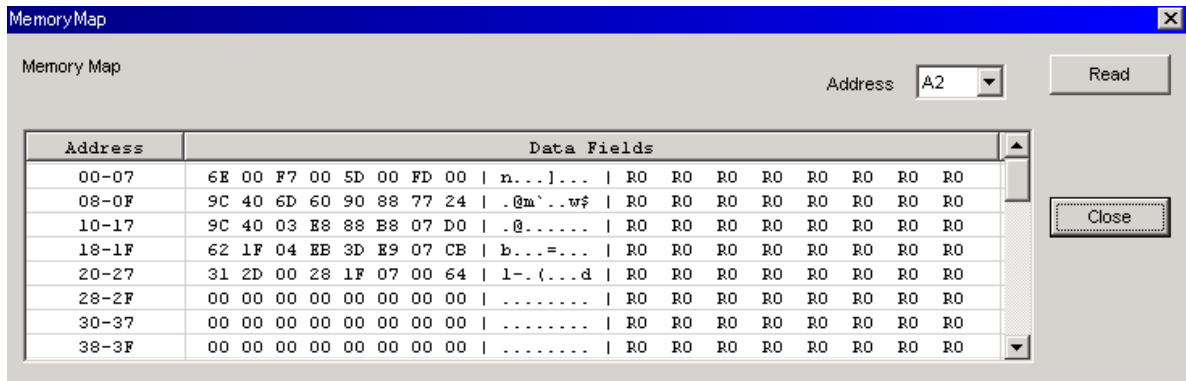 MemoryMap
Memory Map
Address A2 Read
Address Data Fields
00-07 6E 00 F7 00 5D 00 FD 00 | n...]... | RO RO RO RO RO RO RO RO
08-0F 9C 40 6D 60 90 88 77 24 | .@m`..w$ | RO RO RO RO RO RO RO RO
10-17 9C 40 03 E8 88 B8 07 D0 | .@...... | RO RO RO RO RO RO RO RO
Close
18-1F 62 1F 04 EB 3D E9 07 CB | b...=... | RO RO RO RO RO RO RO RO
20-27 31 2D 00 28 1F 07 00 64 | 1-.(...d | RO RO RO RO RO RO RO RO
28-2F 00 00 00 00 00 00 00 00 | ........ | RO RO RO RO RO RO RO RO
30-37 00 00 00 00 00 00 00 00 | ........ | RO RO RO RO RO RO RO RO
38-3F 00 00 00 00 00 00 00 00 | ........ | RO RO RO RO RO RO RO RO